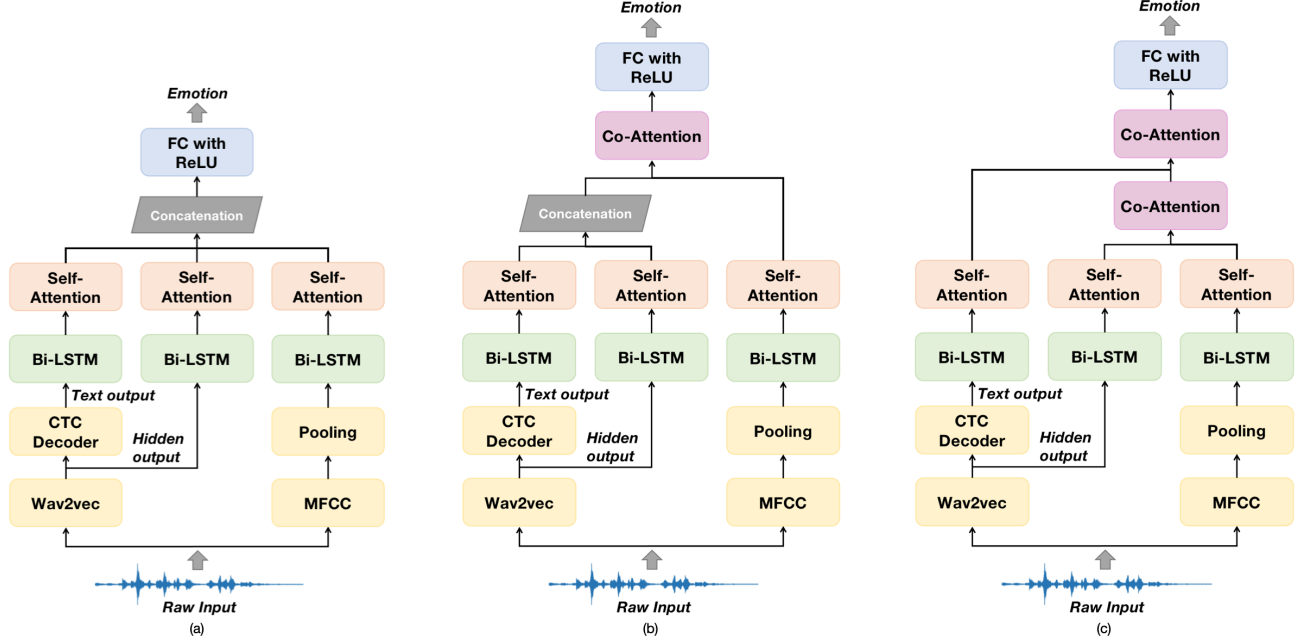 Emotion
FC with
ReLU
Concatenation
Self-
Attention
Self-
Attention
Self-
Attention
Bi-LSTM
Bi-LSTM
Bi-LSTM
Text output
CTC
Decoder
Hidden
output
Pooling
Wav2vec
MFCC
Raw Input
(a)
Emotion
FC with
ReLU
Co-Attention
Concatenation
Self-
Attention
Self-
Attention
Self-
Attention
Bi-LSTM
Bi-LSTM
Bi-LSTM
Text output
CTC
Decoder
Hidden
output
Pooling
Wav2vec
MFCC
Raw Input
(b)
Emotion
FC with
ReLU
Co-Attention
Co-Attention
Self-
Attention
Self-
Attention
Self-
Attention
Bi-LSTM
Bi-LSTM
Bi-LSTM
Text output
CTC
Decoder
Hidden
output
Pooling
Wav2vec
MFCC
Raw Input
(c)